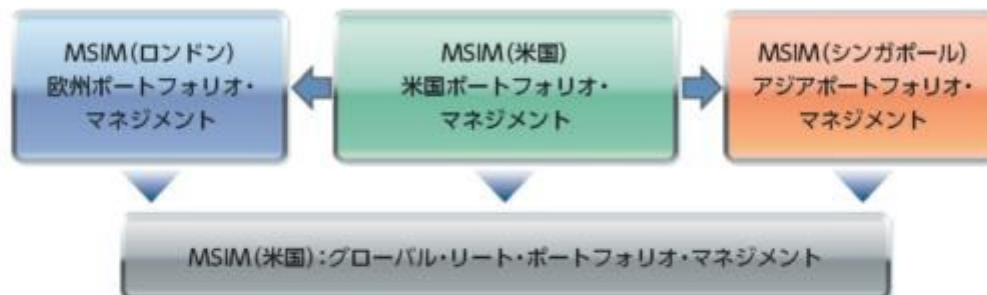 MSIM(ロンドン)
欧州ポートフォリオ・
マネジメント
MSIM(米国)
米国ポートフォリオ・
マネジメント
MSIM(シンガポール)
アジアポートフォリオ・
マネジメント
MSIM(米国):グローバル・リート・ポートフォリオ・マネジメント